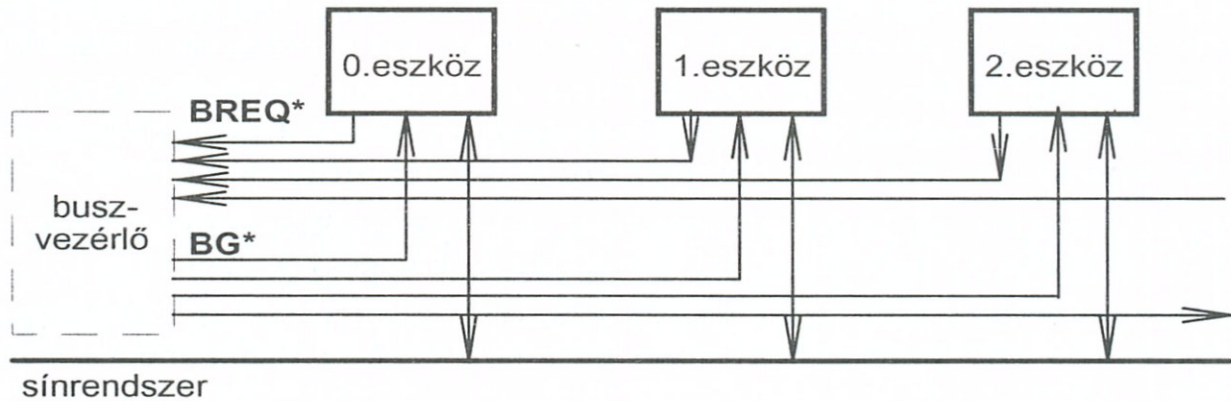 0.eszköz
1.eszköz
2.eszköz
BREQ*
busz-
vezérlő
BG*
sínrendszer